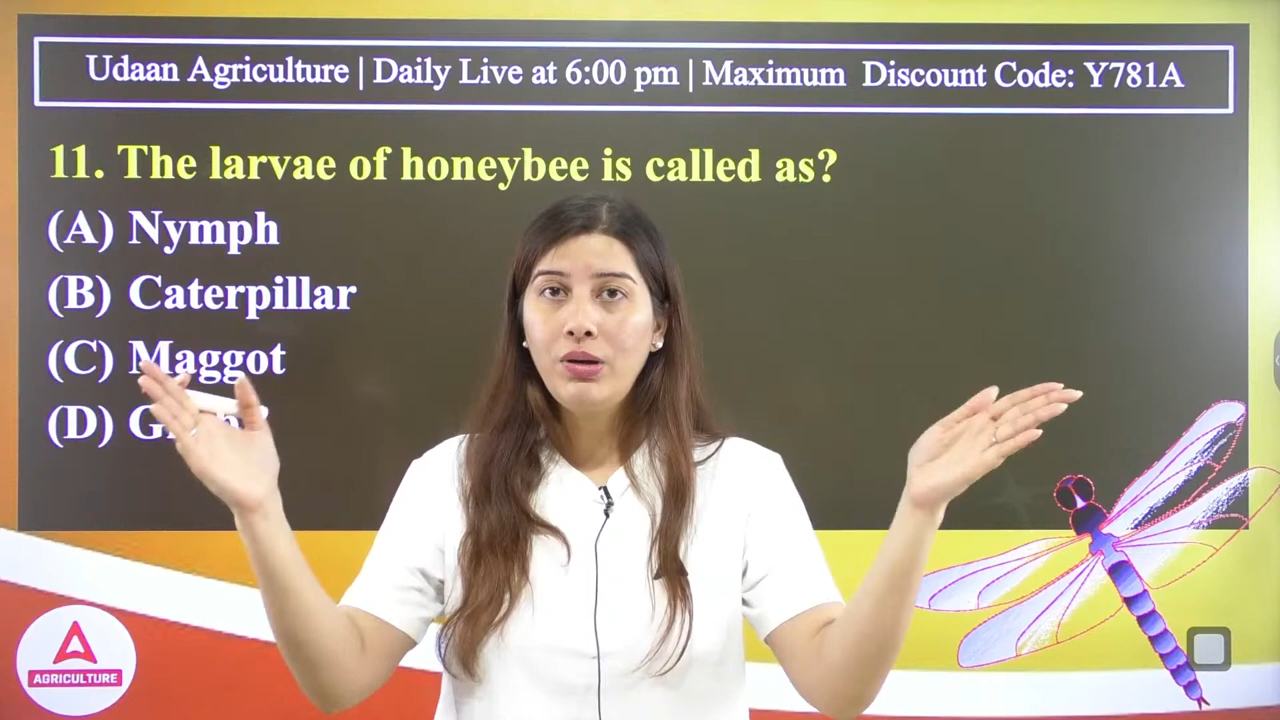 Udaan Agriculture | Daily Live at 6:00 pm | Maximum Discount Code: Y781A
11. The larvae of honeybee is called as?
(A) Nymph
(B) Caterpillar
(C) Maggot
(D)
AGRICULTURE